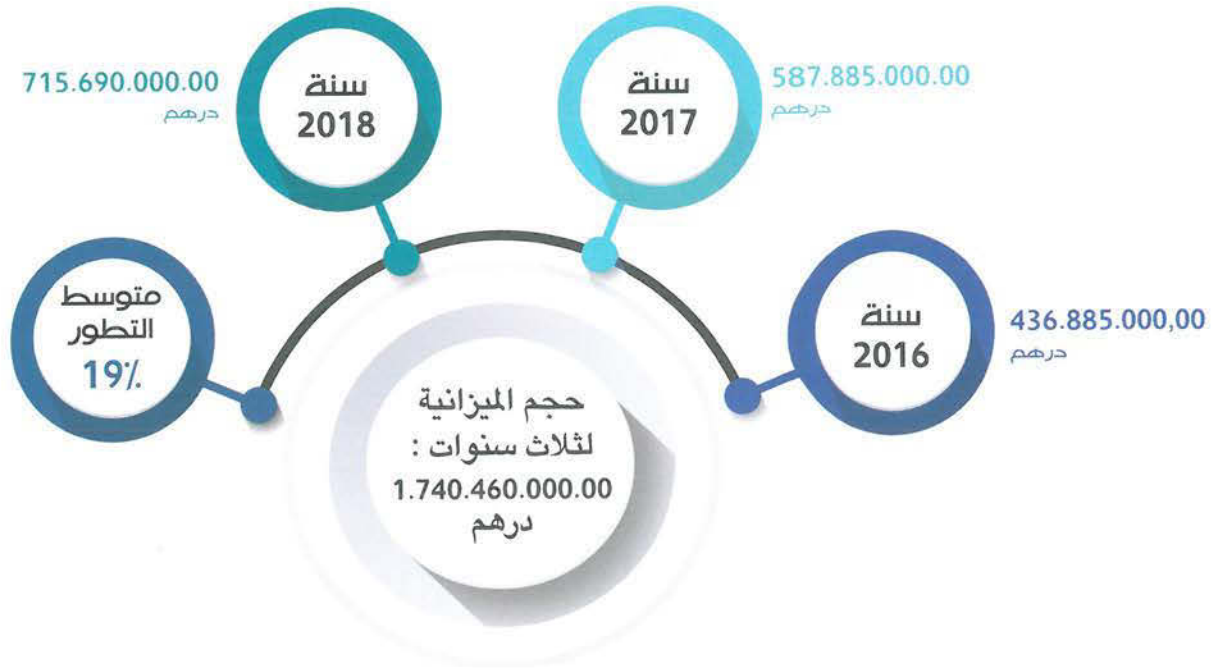 سنة
2016
436.885.000,00
درهم
سنة
2017
587.885.000.00
درهم
سنة
2018
715.690.000.00
درهم
متوسط
التطور
19٪
حجم الميزانية
لثلاث سنوات :
1.740.460.000.00
درهم